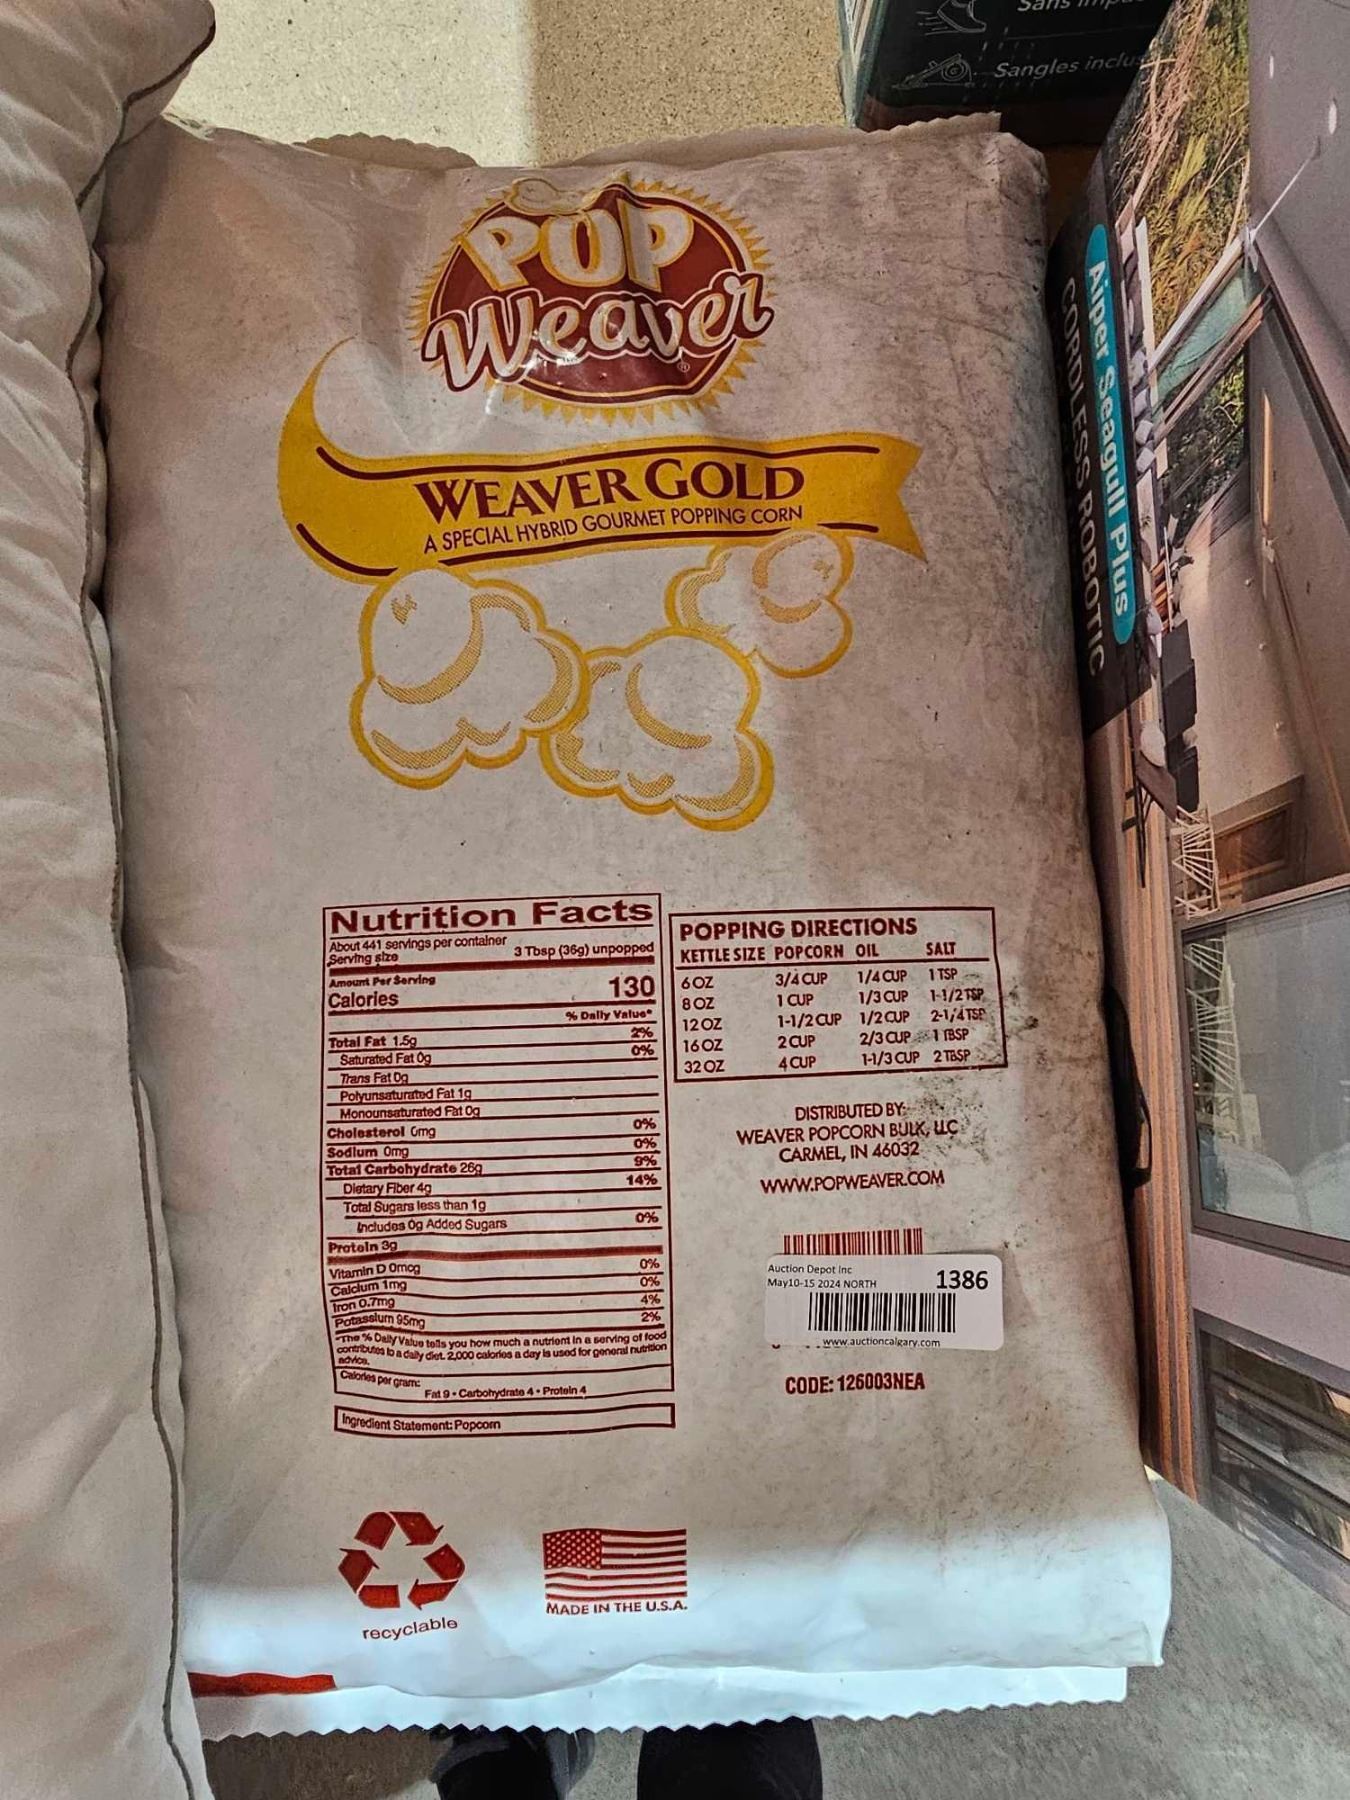 Sans
Sangles inclus
Aiper Seagull Plus
CORDLESS ROBOTIC
POP
Weaver
®
WEAVER GOLD
A SPECIAL HYBRID GOURMET POPPING CORN
Nutrition Facts
About 441 servings per container
Serving size 3 Tbsp (36g) unpopped
Amount Per Serving
Calories 130
% Daily Value*
Total Fat 1.5g 2%
Saturated Fat 0g 0%
Trans Fat 0g
Polyunsaturated Fat 1g
Monounsaturated Fat 0g
Cholesterol 0mg 0%
Sodium 0mg 0%
Total Carbohydrate 26g 9%
Dietary Fiber 4g 14%
Total Sugars less than 1g
Includes 0g Added Sugars 0%
Protein 3g
Vitamin D 0mcg 0%
Calcium 1mg 0%
Iron 0.7mg 4%
Potassium 95mg 2%
*The % Daily Value tells you how much a nutrient in a serving of food
contributes to a daily diet. 2,000 calories a day is used for general nutrition
advice.
Calories per gram:
Fat 9 • Carbohydrate 4 • Protein 4
Ingredient Statement: Popcorn
POPPING DIRECTIONS
KETTLE SIZE POPCORN OIL SALT
6 OZ 3/4 CUP 1/4 CUP 1 TSP
8 OZ 1 CUP 1/3 CUP 1-1/2 TSP
12 OZ 1-1/2 CUP 1/2 CUP 2-1/4 TSP
16 OZ 2 CUP 2/3 CUP 1 TBSP
32 OZ 4 CUP 1-1/3 CUP 2 TBSP
DISTRIBUTED BY:
WEAVER POPCORN BULK, LLC
CARMEL, IN 46032
WWW.POPWEAVER.COM
Auction Depot Inc
May10-15 2024 NORTH 1386
www.auctioncalgary.com
CODE: 126003NEA
recyclable
MADE IN THE U.S.A.